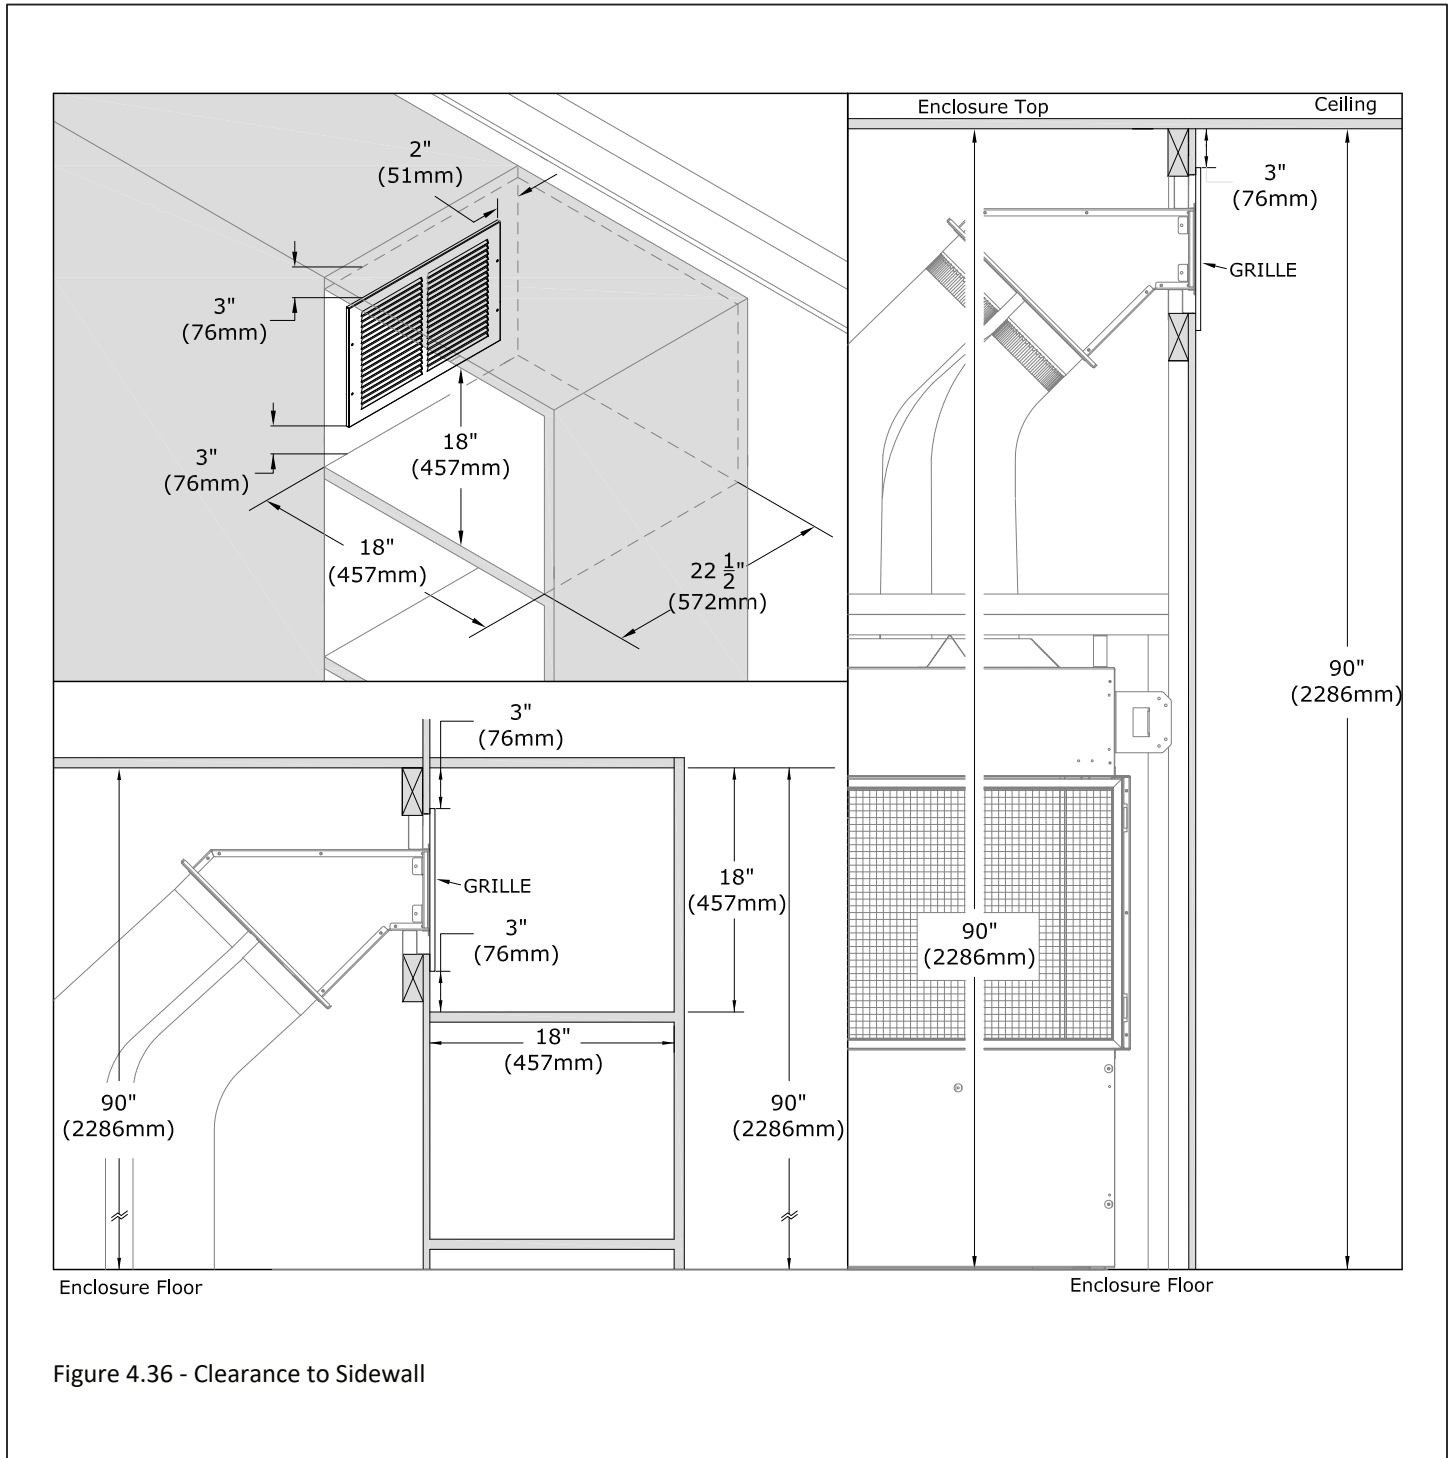 Enclosure Top
Ceiling
2"
(51mm)
3"
(76mm)
3"
(76mm)
18"
(457mm)
18"
(457mm)
22 1/2"
(572mm)
3"
(76mm)
GRILLE
90"
(2286mm)
90"
(2286mm)
3"
(76mm)
GRILLE
3"
(76mm)
18"
(457mm)
18"
(457mm)
90"
(2286mm)
90"
(2286mm)
Enclosure Floor
Enclosure Floor
Figure 4.36 - Clearance to Sidewall